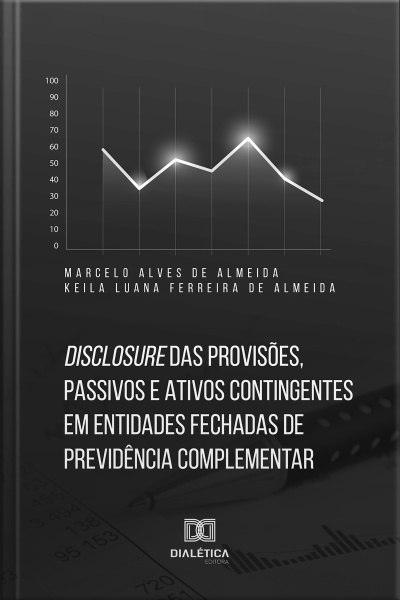 100
90
80
70
60
50
40
30
20
10
0
MARCELO ALVES DE ALMEIDA
KEILA LUANA FERREIRA DE ALMEIDA
DISCLOSURE DAS PROVISÕES,
PASSIVOS E ATIVOS CONTINGENTES
EM ENTIDADES FECHADAS DE
PREVIDÊNCIA COMPLEMENTAR
DIALÉTICA
EDITORA